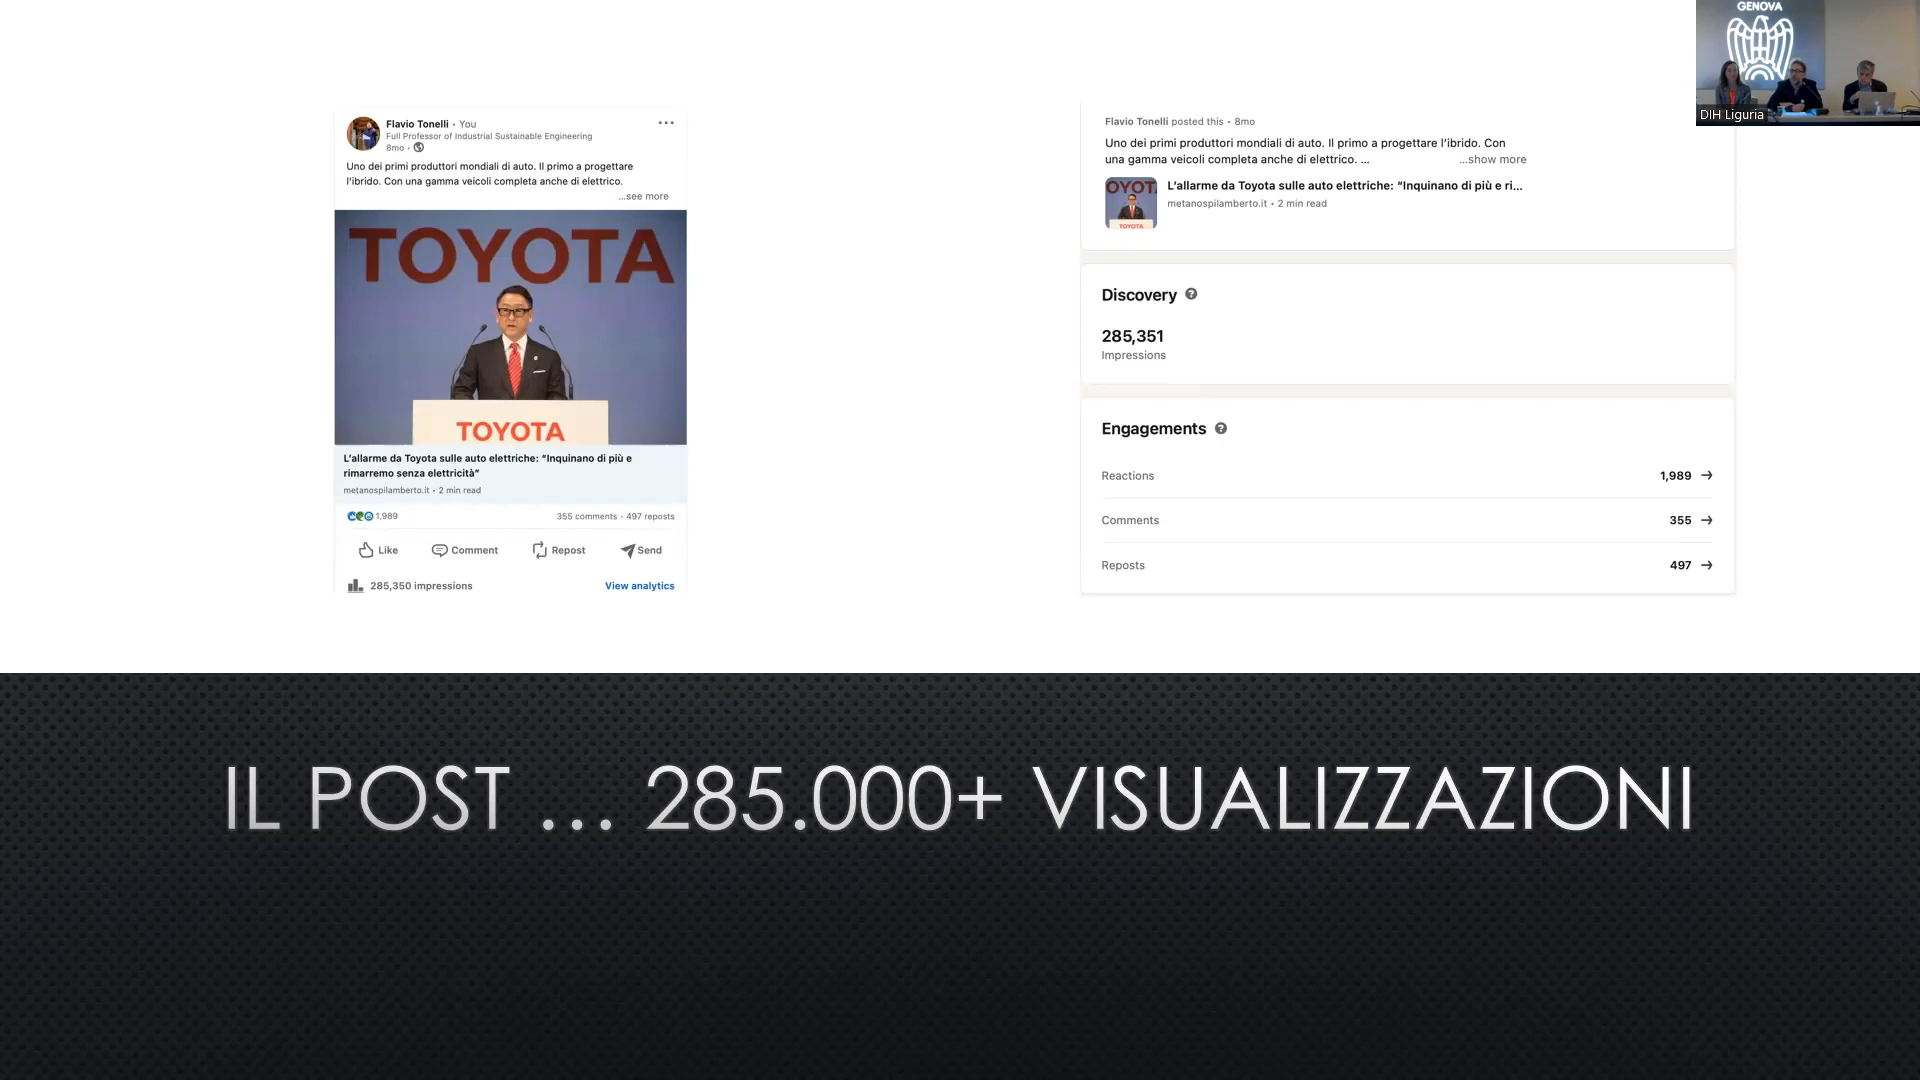 GENOVA
DIH Liguria
Flavio Tonelli • You
Full Professor of Industrial Sustainable Engineering
8mo •
Uno dei primi produttori mondiali di auto. Il primo a progettare
l'ibrido. Con una gamma veicoli completa anche di elettrico.
...see more
TOYOTA
TOYOTA
L'allarme da Toyota sulle auto elettriche: “Inquinano di più e
rimarremo senza elettricità”
metanospilamberto.it • 2 min read
1,989 355 comments • 497 reposts
Like Comment Repost Send
285,350 impressions View analytics
Flavio Tonelli posted this • 8mo
Uno dei primi produttori mondiali di auto. Il primo a progettare l'ibrido. Con
una gamma veicoli completa anche di elettrico. ... ...show more
OYOT
TOYOTA
L'allarme da Toyota sulle auto elettriche: “Inquinano di più e ri...
metanospilamberto.it • 2 min read
Discovery
285,351
Impressions
Engagements
Reactions 1,989
Comments 355
Reposts 497
IL POST ... 285.000+ VISUALIZZAZIONI